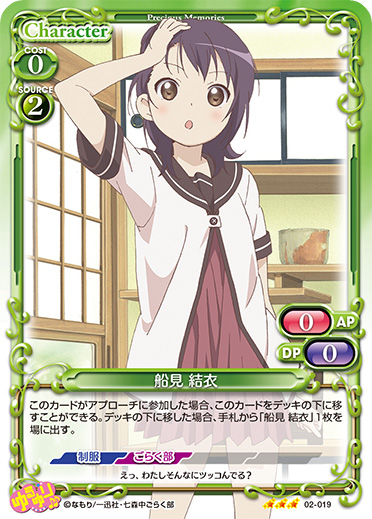 Precious Memories
Character
COST
0
SOURCE
2
0 AP
DP 0
船見 結衣
このカードがアプローチに参加した場合、このカードをデッキの下に移
すことができる。デッキの下に移した場合、手札から「船見 結衣」1枚を
場に出す。
制服 ごらく部
えっ、わたしそんなにツッコんでる?
ゆるゆり
©なもり/一迅社・七森中ごらく部
02-019